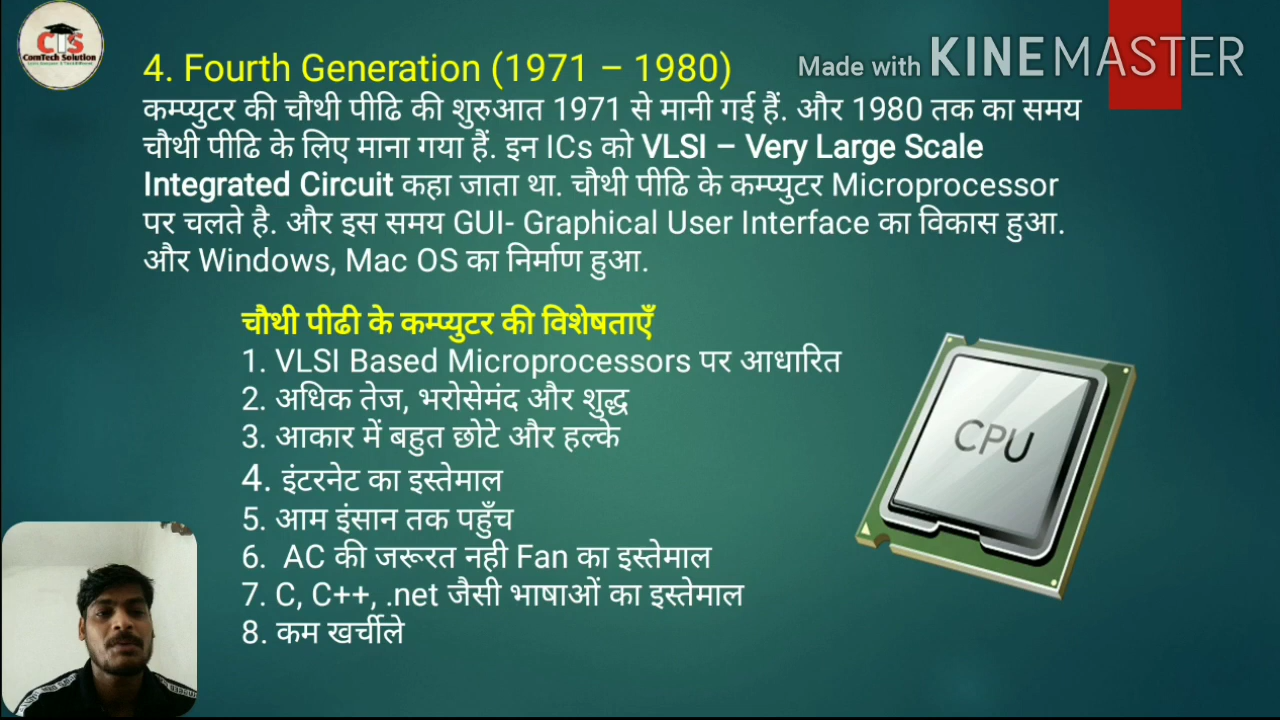 CTS
ComTech Solution
Made with KINEMASTER
4. Fourth Generation (1971 – 1980)
कम्प्युटर की चौथी पीढि की शुरुआत 1971 से मानी गई हैं. और 1980 तक का समय
चौथी पीढि के लिए माना गया हैं. इन ICs को VLSI – Very Large Scale
Integrated Circuit कहा जाता था. चौथी पीढि के कम्प्युटर Microprocessor
पर चलते है. और इस समय GUI- Graphical User Interface का विकास हुआ.
और Windows, Mac OS का निर्माण हुआ.
चौथी पीढी के कम्प्युटर की विशेषताएँ
1. VLSI Based Microprocessors पर आधारित
2. अधिक तेज, भरोसेमंद और शुद्ध
3. आकार में बहुत छोटे और हल्के
4. इंटरनेट का इस्तेमाल
5. आम इंसान तक पहुँच
6. AC की जरूरत नही Fan का इस्तेमाल
7. C, C++, .net जैसी भाषाओं का इस्तेमाल
8. कम खर्चीले
CPU